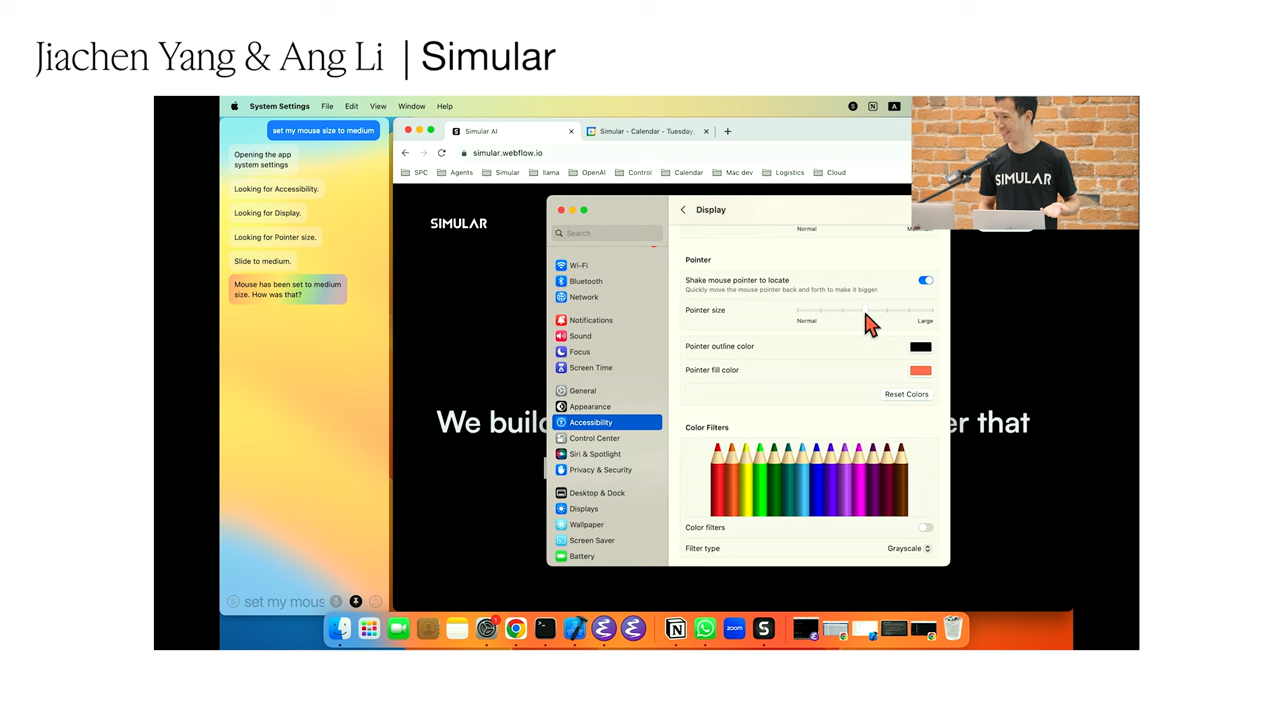 Jiachen Yang & Ang Li | Simular
System Settings File Edit View Window Help
set my mouse size to medium
Opening the app
system settings
Looking for Accessibility.
Looking for Display.
Looking for Pointer size.
Slide to medium.
Mouse has been set to medium
size. How was that?
set my mous
Simular AI
Simular - Calendar - Tuesday,
simular.webflow.io
SPC Agents Simular llama OpenAI Control Calendar Mac dev Logistics Cloud
SIMULAR
SIMULAR
We build
er that
Search
Wi-Fi
Bluetooth
Network
Notifications
Sound
Focus
Screen Time
General
Appearance
Accessibility
Control Center
Siri & Spotlight
Privacy & Security
Desktop & Dock
Displays
Wallpaper
Screen Saver
Battery
Display
Normal
Pointer
Shake mouse pointer to locate
Quickly move the mouse pointer back and forth to make it bigger.
Pointer size
Normal Large
Pointer outline color
Pointer fill color
Reset Colors
Color Filters
Color filters
Filter type Grayscale
zoom